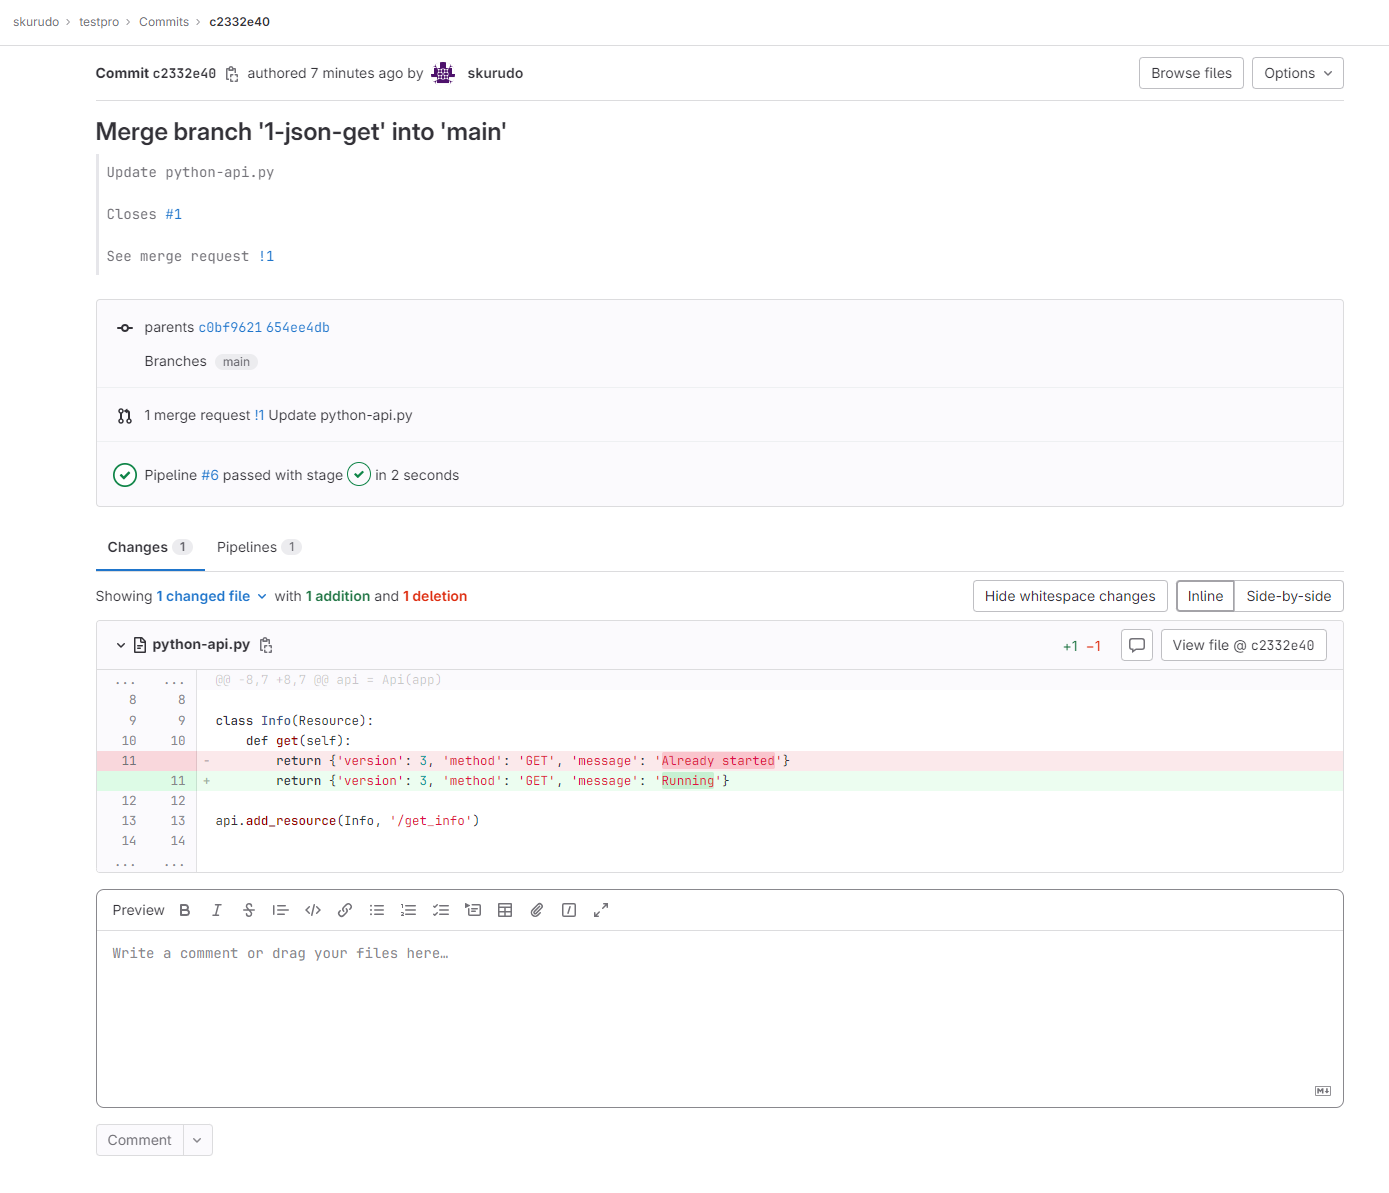 skurudo › testpro › Commits › c2332e40
Commit c2332e40 authored 7 minutes ago by skurudo
Browse files Options
Merge branch '1-json-get' into 'main'
Update python-api.py
Closes #1
See merge request !1
parents c0bf9621 654ee4db
Branches main
1 merge request !1 Update python-api.py
Pipeline #6 passed with stage in 2 seconds
Changes 1 Pipelines 1
Showing 1 changed file with 1 addition and 1 deletion
Hide whitespace changes Inline Side-by-side
python-api.py +1 −1 View file @ c2332e40
... ... @@ -8,7 +8,7 @@ api = Api(app)
8 8
9 9 class Info(Resource):
10 10 def get(self):
11 - return {'version': 3, 'method': 'GET', 'message': 'Already started'}
11 + return {'version': 3, 'method': 'GET', 'message': 'Running'}
12 12
13 13 api.add_resource(Info, '/get_info')
14 14
... ...
Preview
Write a comment or drag your files here…
Comment